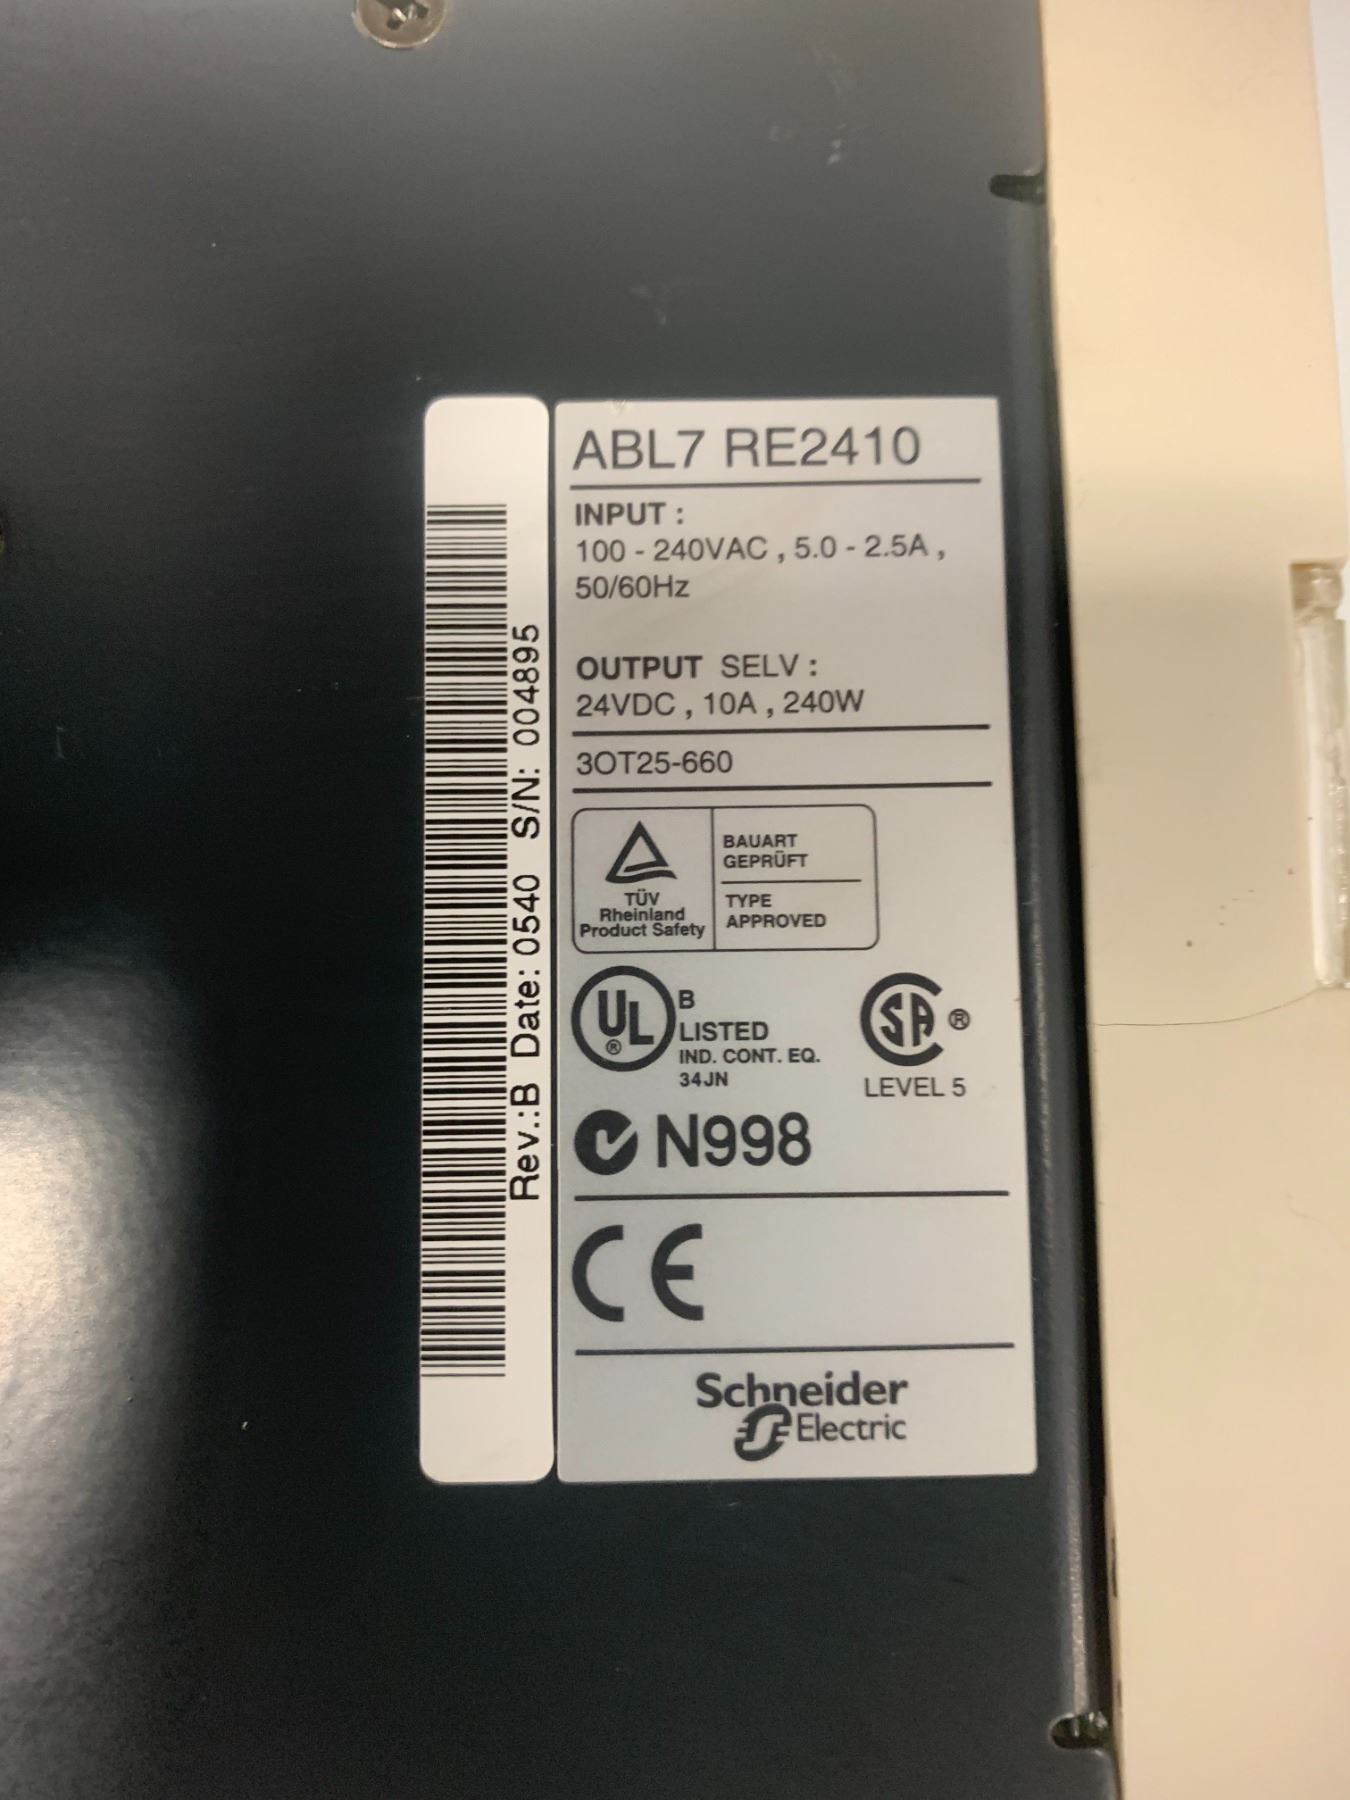 ABL7 RE2410
INPUT :
100 - 240VAC , 5.0 - 2.5A ,
50/60Hz
OUTPUT SELV :
24VDC , 10A , 240W
3OT25-660
TÜV
Rheinland
Product Safety
BAUART
GEPRÜFT
TYPE
APPROVED
UL
®
B
LISTED
IND. CONT. EQ.
34JN
SA ®
LEVEL 5
N998
CE
Schneider
Electric
Rev.:B Date: 0540 S/N: 004895